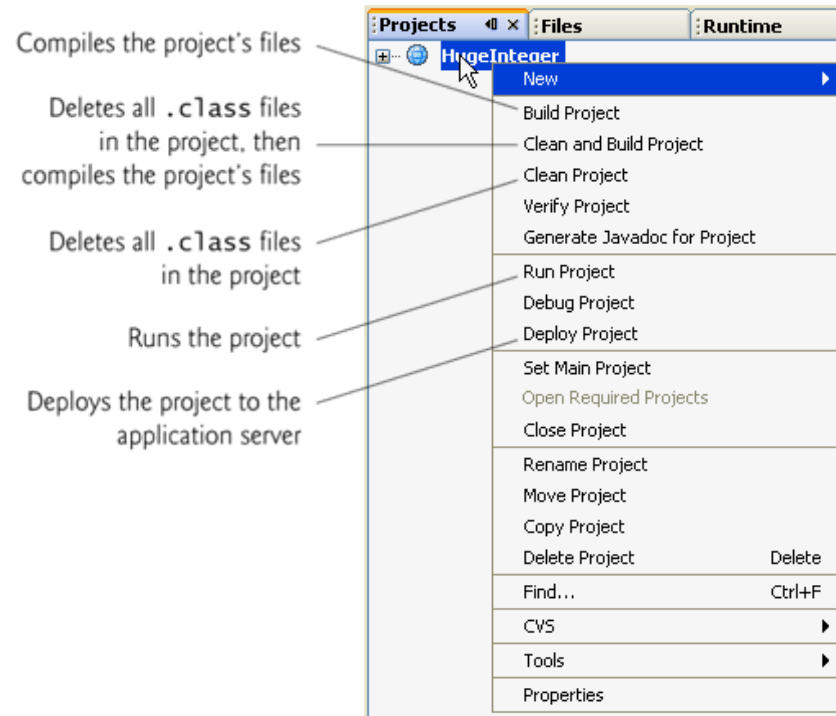 Projects
Files
Runtime
HugeInteger
Compiles the project's files
Deletes all .class files
in the project, then
compiles the project's files
Deletes all .class files
in the project
Runs the project
Deploys the project to the
application server
New
Build Project
Clean and Build Project
Clean Project
Verify Project
Generate Javadoc for Project
Run Project
Debug Project
Deploy Project
Set Main Project
Open Required Projects
Close Project
Rename Project
Move Project
Copy Project
Delete Project Delete
Find... Ctrl+F
CVS
Tools
Properties